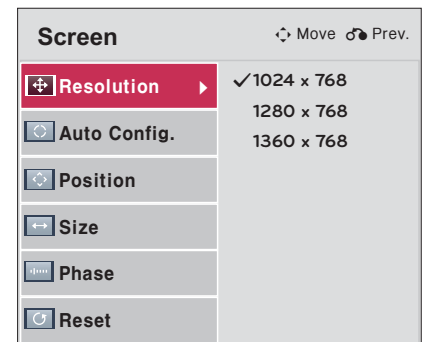 Screen
Move Prev.
Resolution
1024 x 768
1280 x 768
1360 x 768
Auto Config.
Position
Size
Phase
Reset